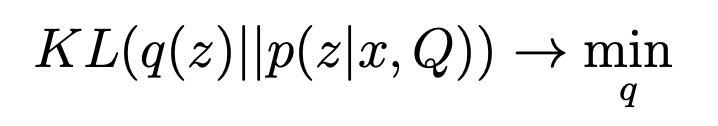 KL(q(z)||p(z|x, Q)) → min
q